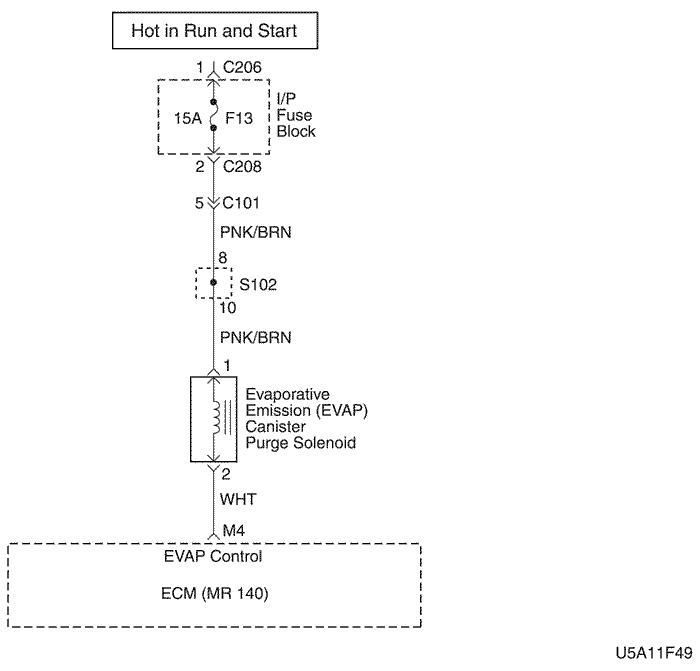 Hot in Run and Start
1 C206
15A F13
I/P
Fuse
Block
2 C208
5 C101
PNK/BRN
8
S102
10
PNK/BRN
1
Evaporative
Emission (EVAP)
Canister
Purge Solenoid
2
WHT
M4
EVAP Control
ECM (MR 140)
U5A11F49